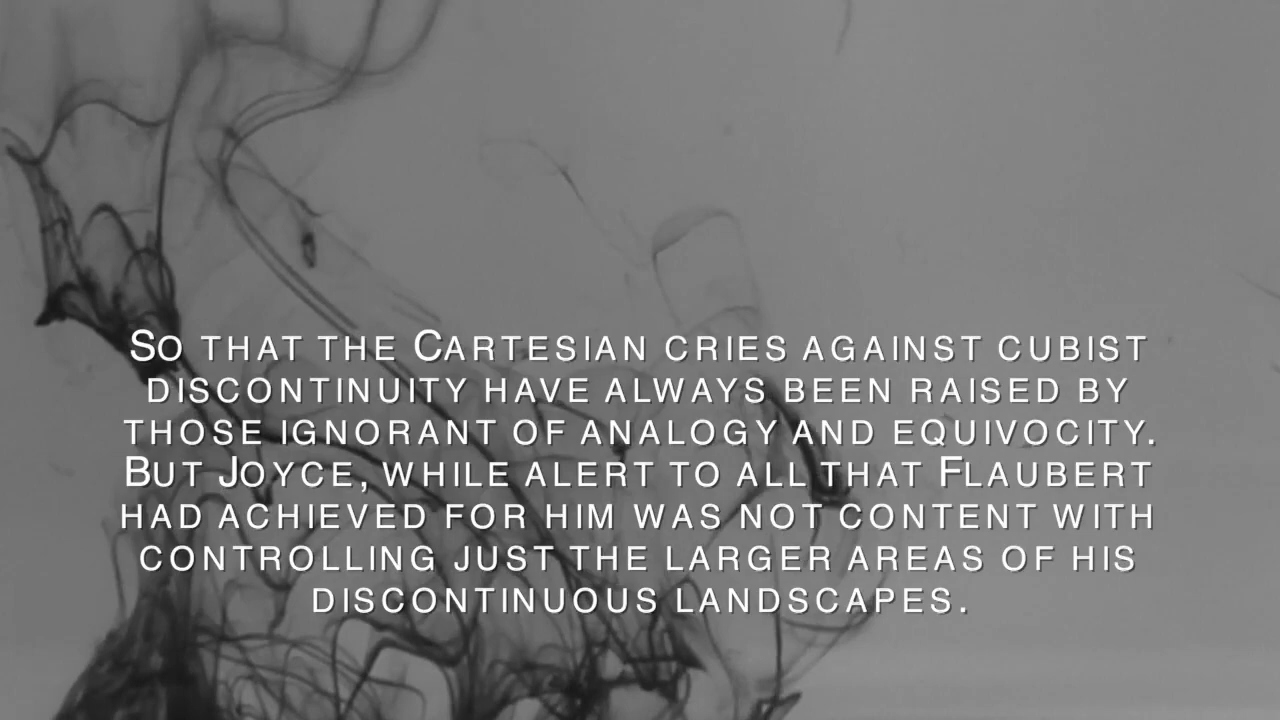 So that the Cartesian cries against cubist
discontinuity have always been raised by
those ignorant of analogy and equivocity.
But Joyce, while alert to all that Flaubert
had achieved for him was not content with
controlling just the larger areas of his
discontinuous landscapes.